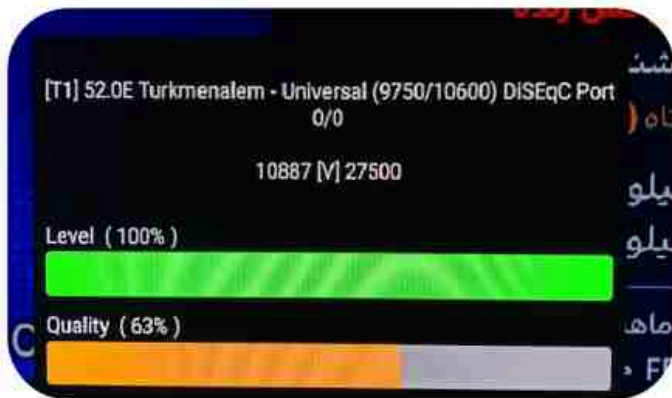 [T1] 52.0E Turkmenalem - Universal (9750/10600) DiSEqC Port
0/0
10887 [V] 27500
Level ( 100% )
Quality ( 63% )